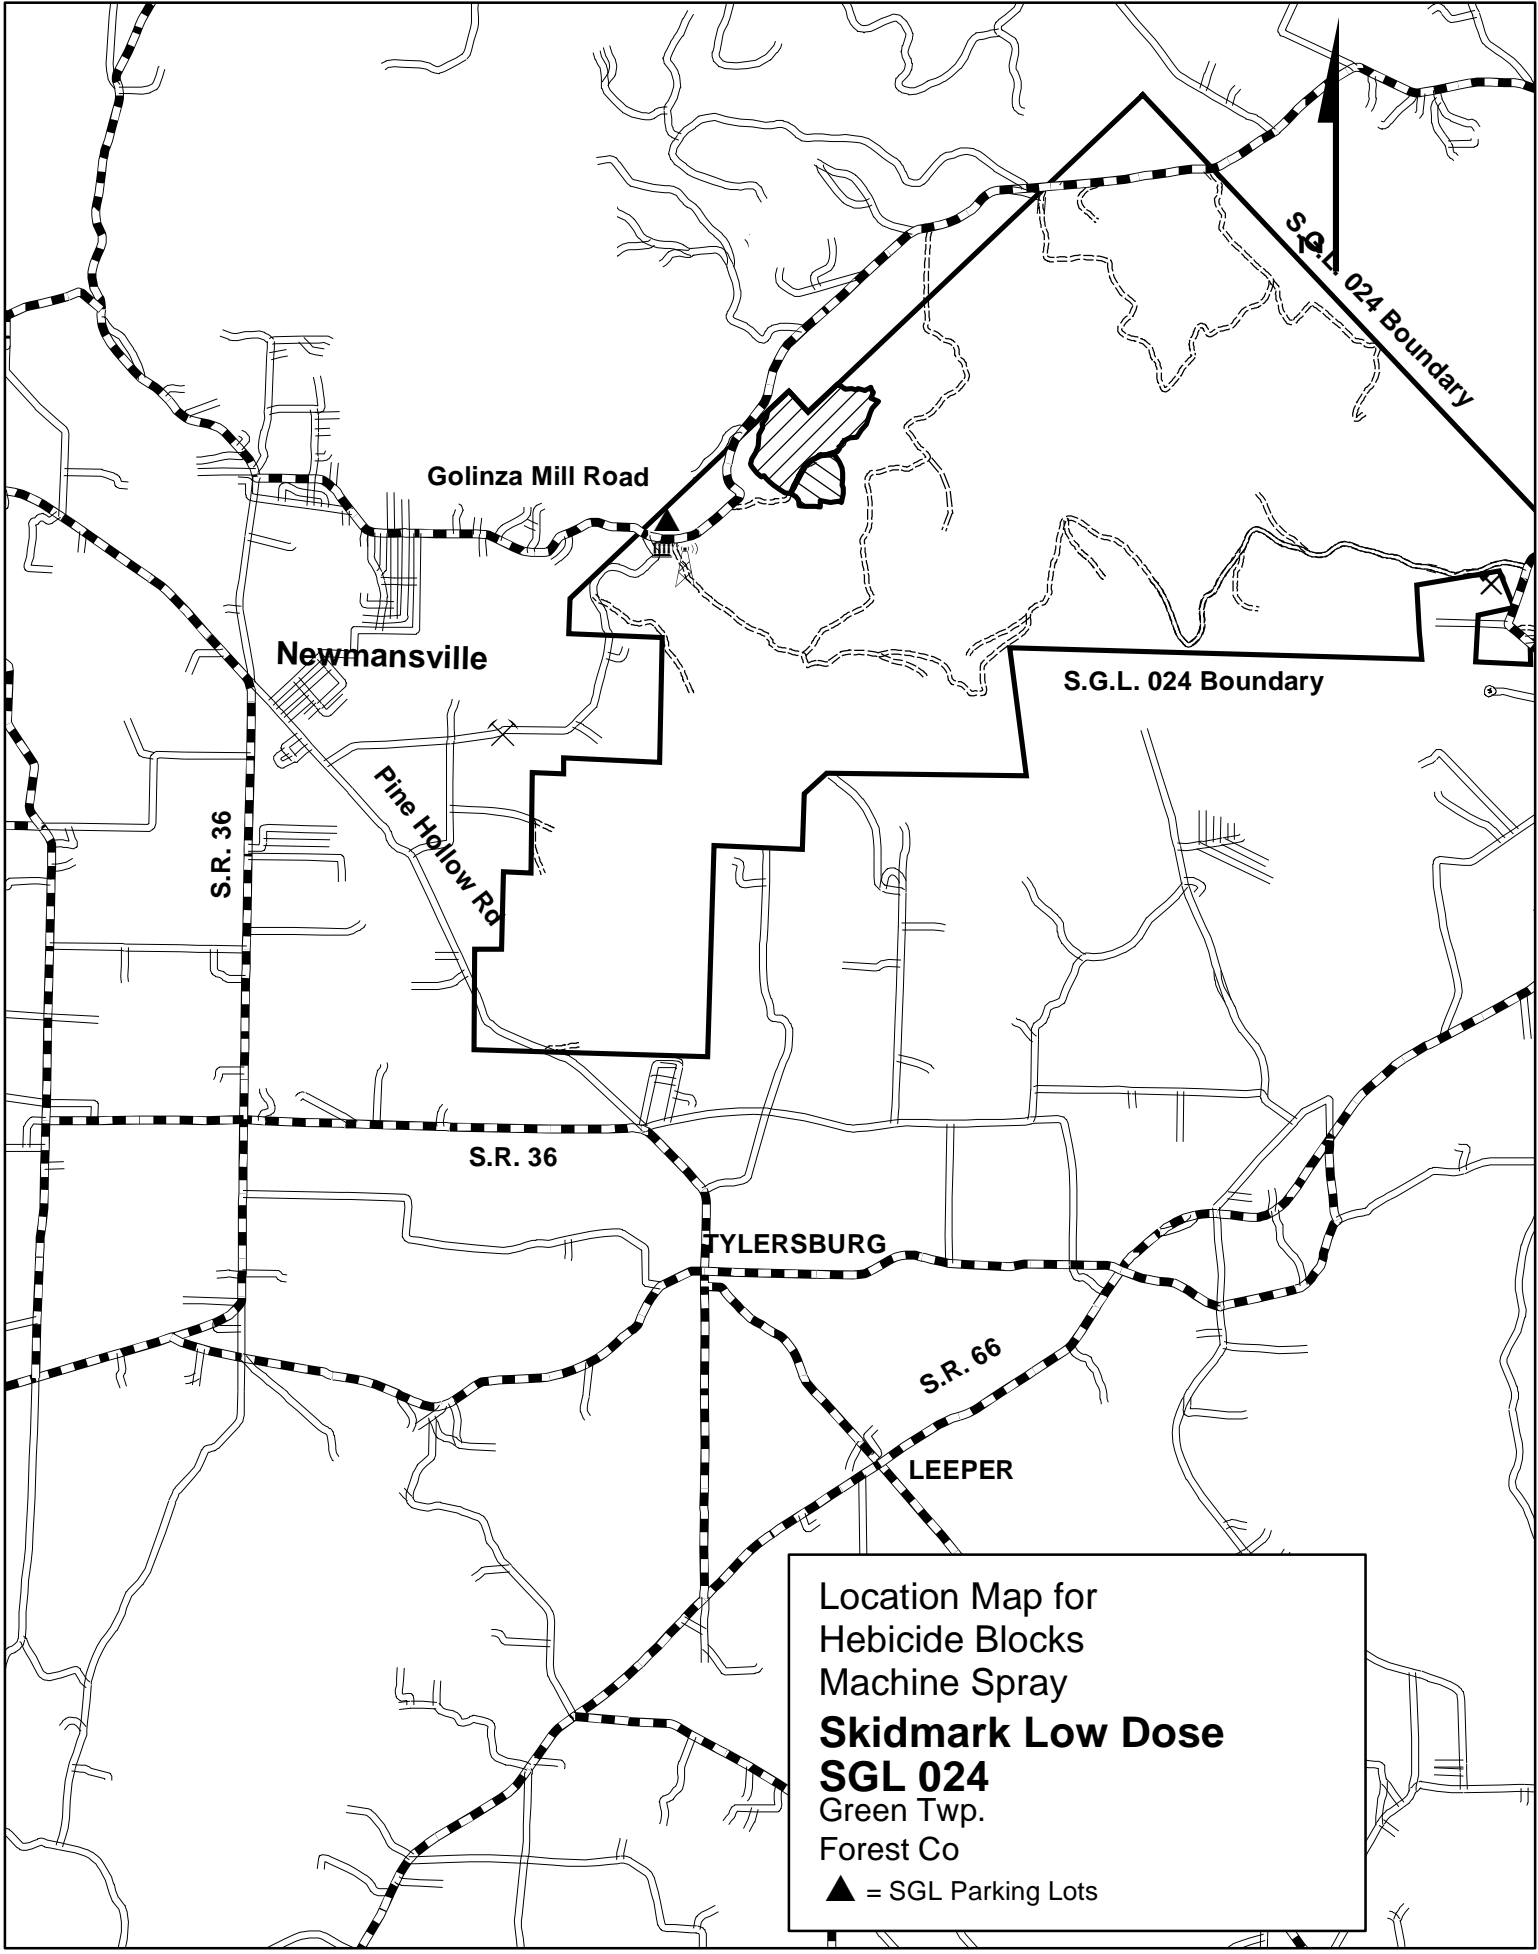 S.G.L. 024 Boundary
Golinza Mill Road
Newmansville
S.G.L. 024 Boundary
Pine Hollow Rd
S.R. 36
S.R. 36
TYLERSBURG
S.R. 66
LEEPER
Location Map for
Hebicide Blocks
Machine Spray
Skidmark Low Dose
SGL 024
Green Twp.
Forest Co
= SGL Parking Lots